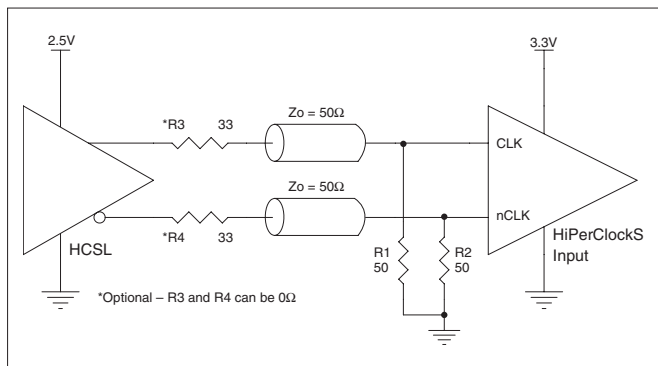 2.5V
3.3V
*R3 33
Zo = 50Ω
CLK
Zo = 50Ω
nCLK
*R4 33
HCSL
R1
50
R2
50
HiPerClockS
Input
*Optional – R3 and R4 can be 0Ω